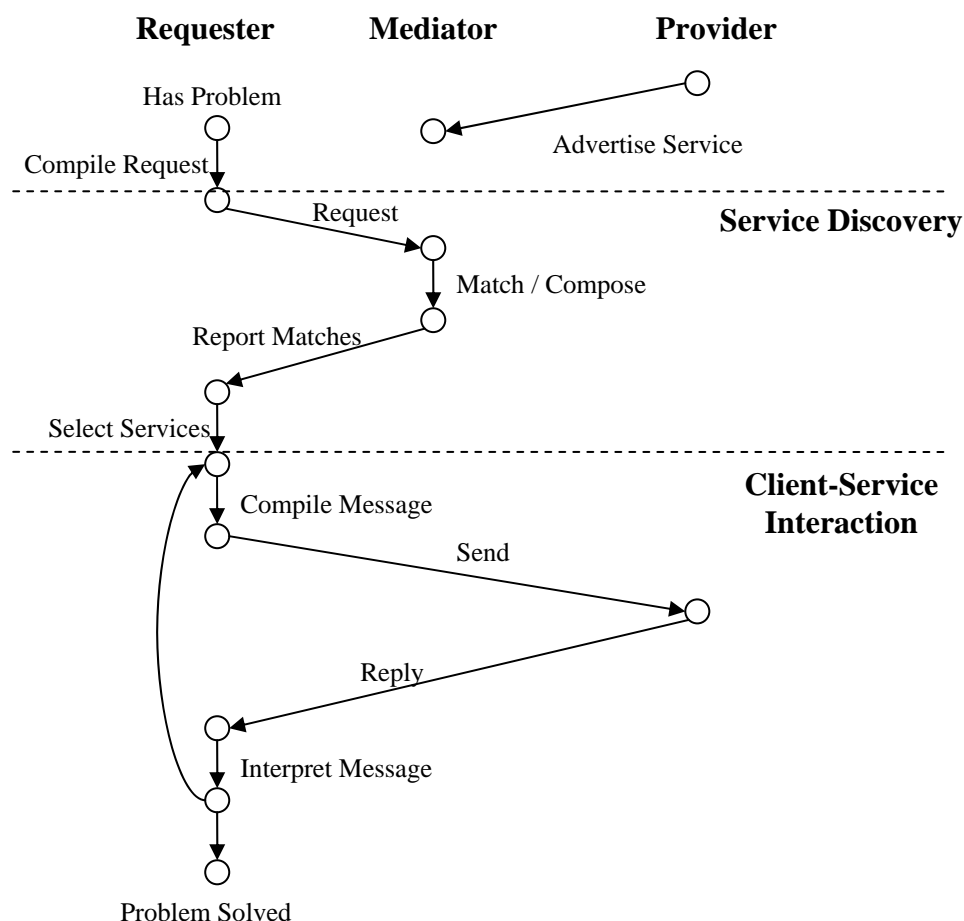 Requester
Mediator
Provider
Has Problem
Advertise Service
Compile Request
Request
Service Discovery
Match / Compose
Report Matches
Select Services
Compile Message
Client-Service
Interaction
Send
Reply
Interpret Message
Problem Solved